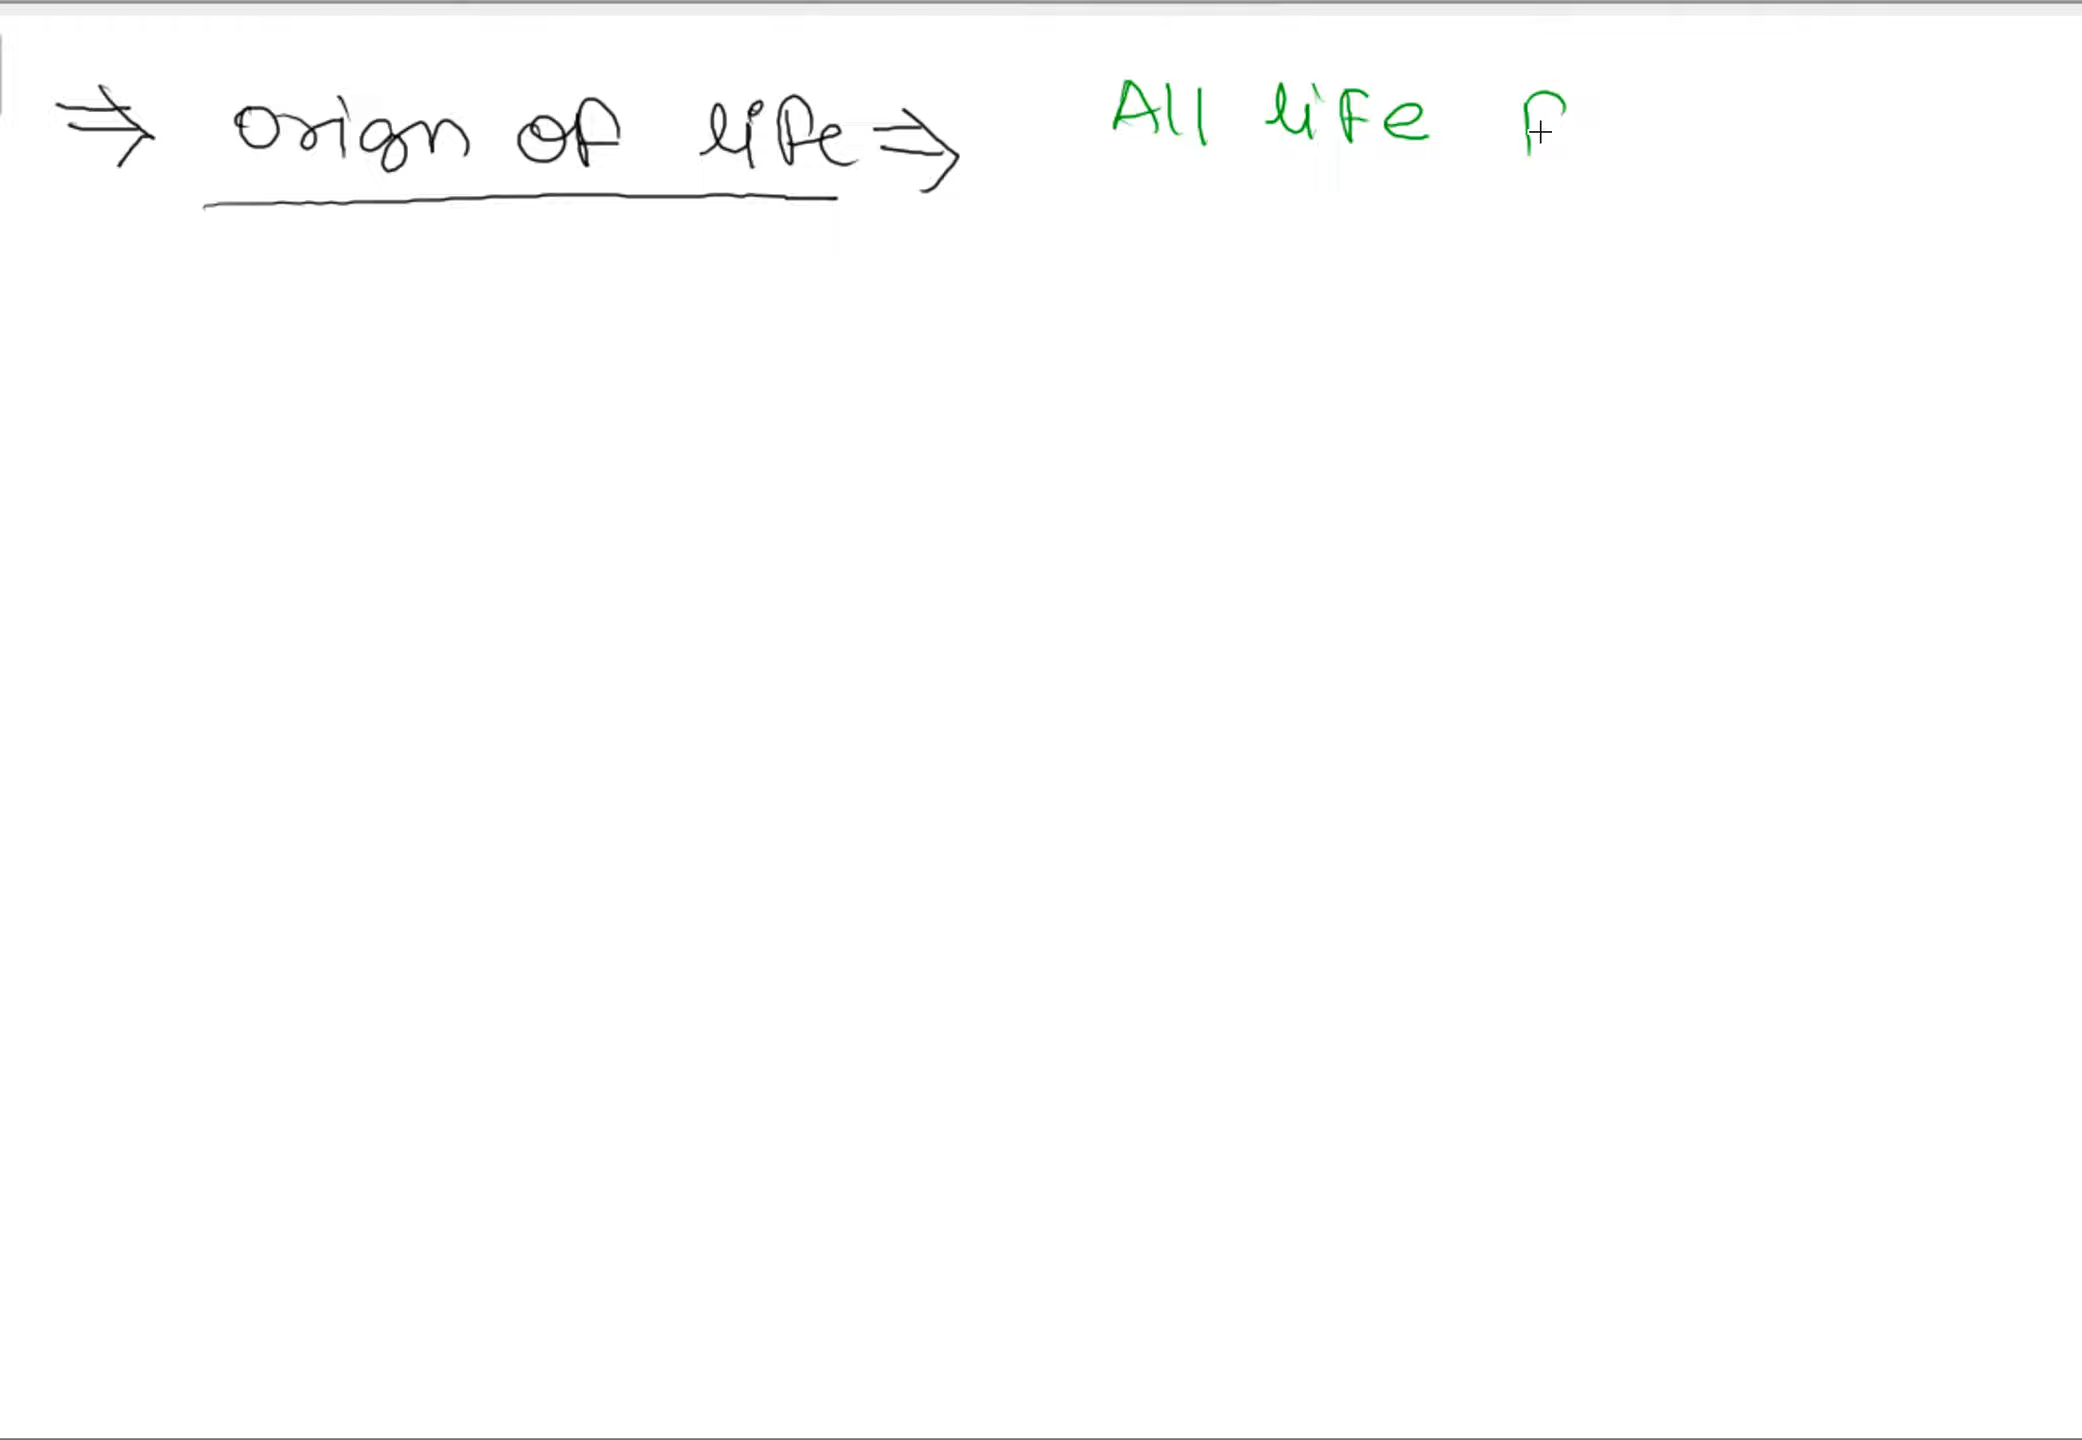 ⇒ Orign of life ⇒ All life f